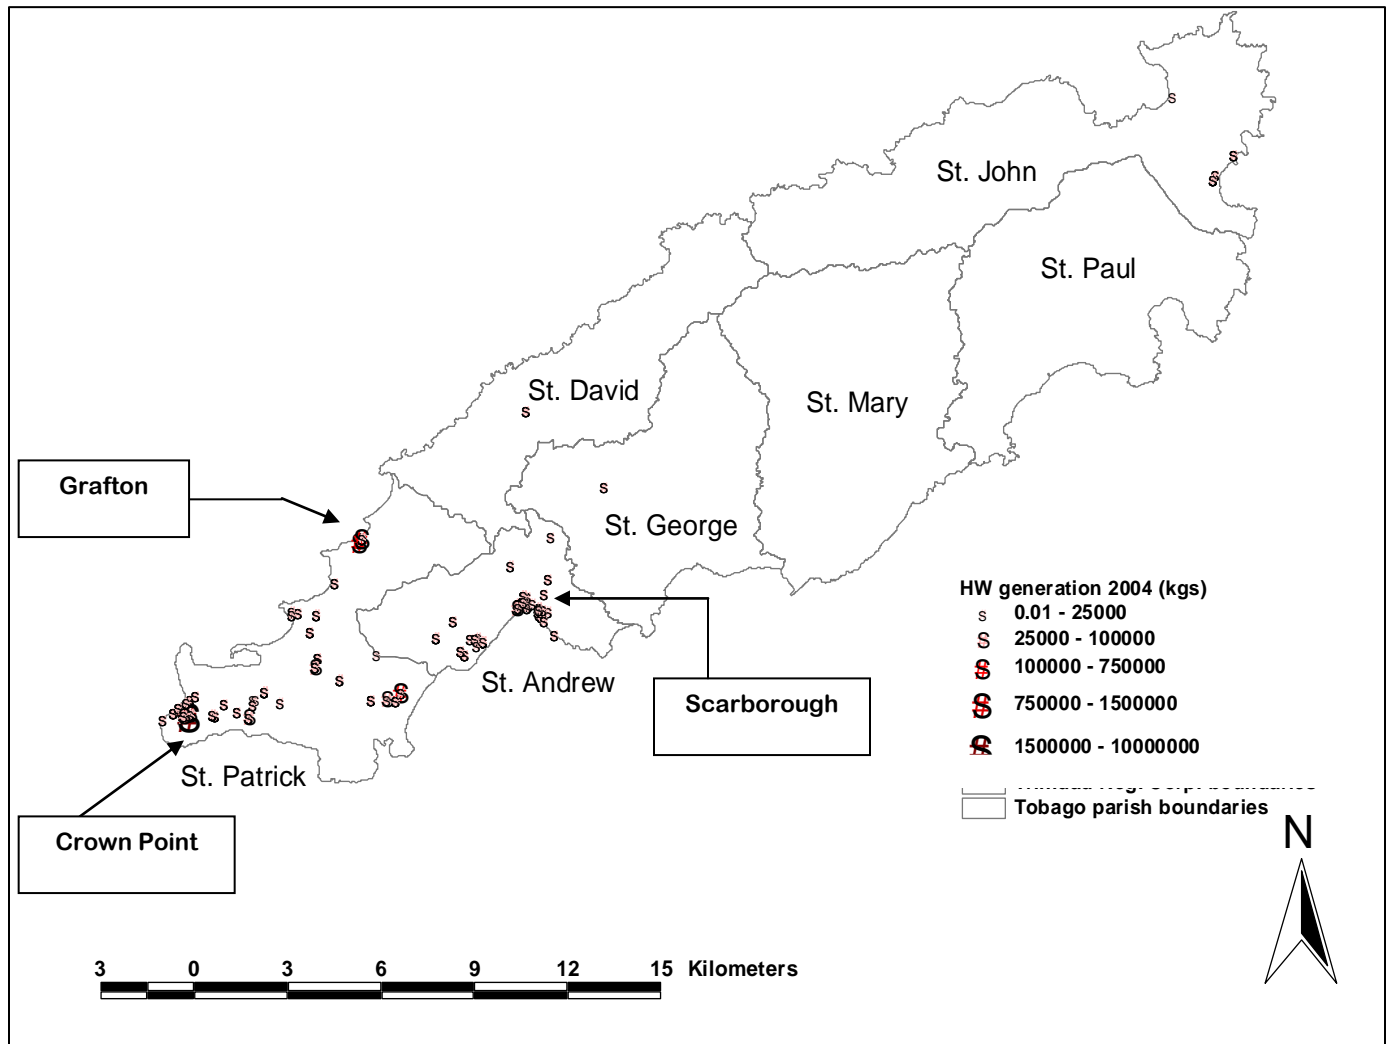 St. John
St. Paul
St. David
St. Mary
Grafton
St. George
HW generation 2004 (kgs)
0.01 - 25000
25000 - 100000
100000 - 750000
750000 - 1500000
1500000 - 10000000
St. Andrew
Scarborough
St. Patrick
Tobago parish boundaries
Crown Point
N
3 0 3 6 9 12 15 Kilometers